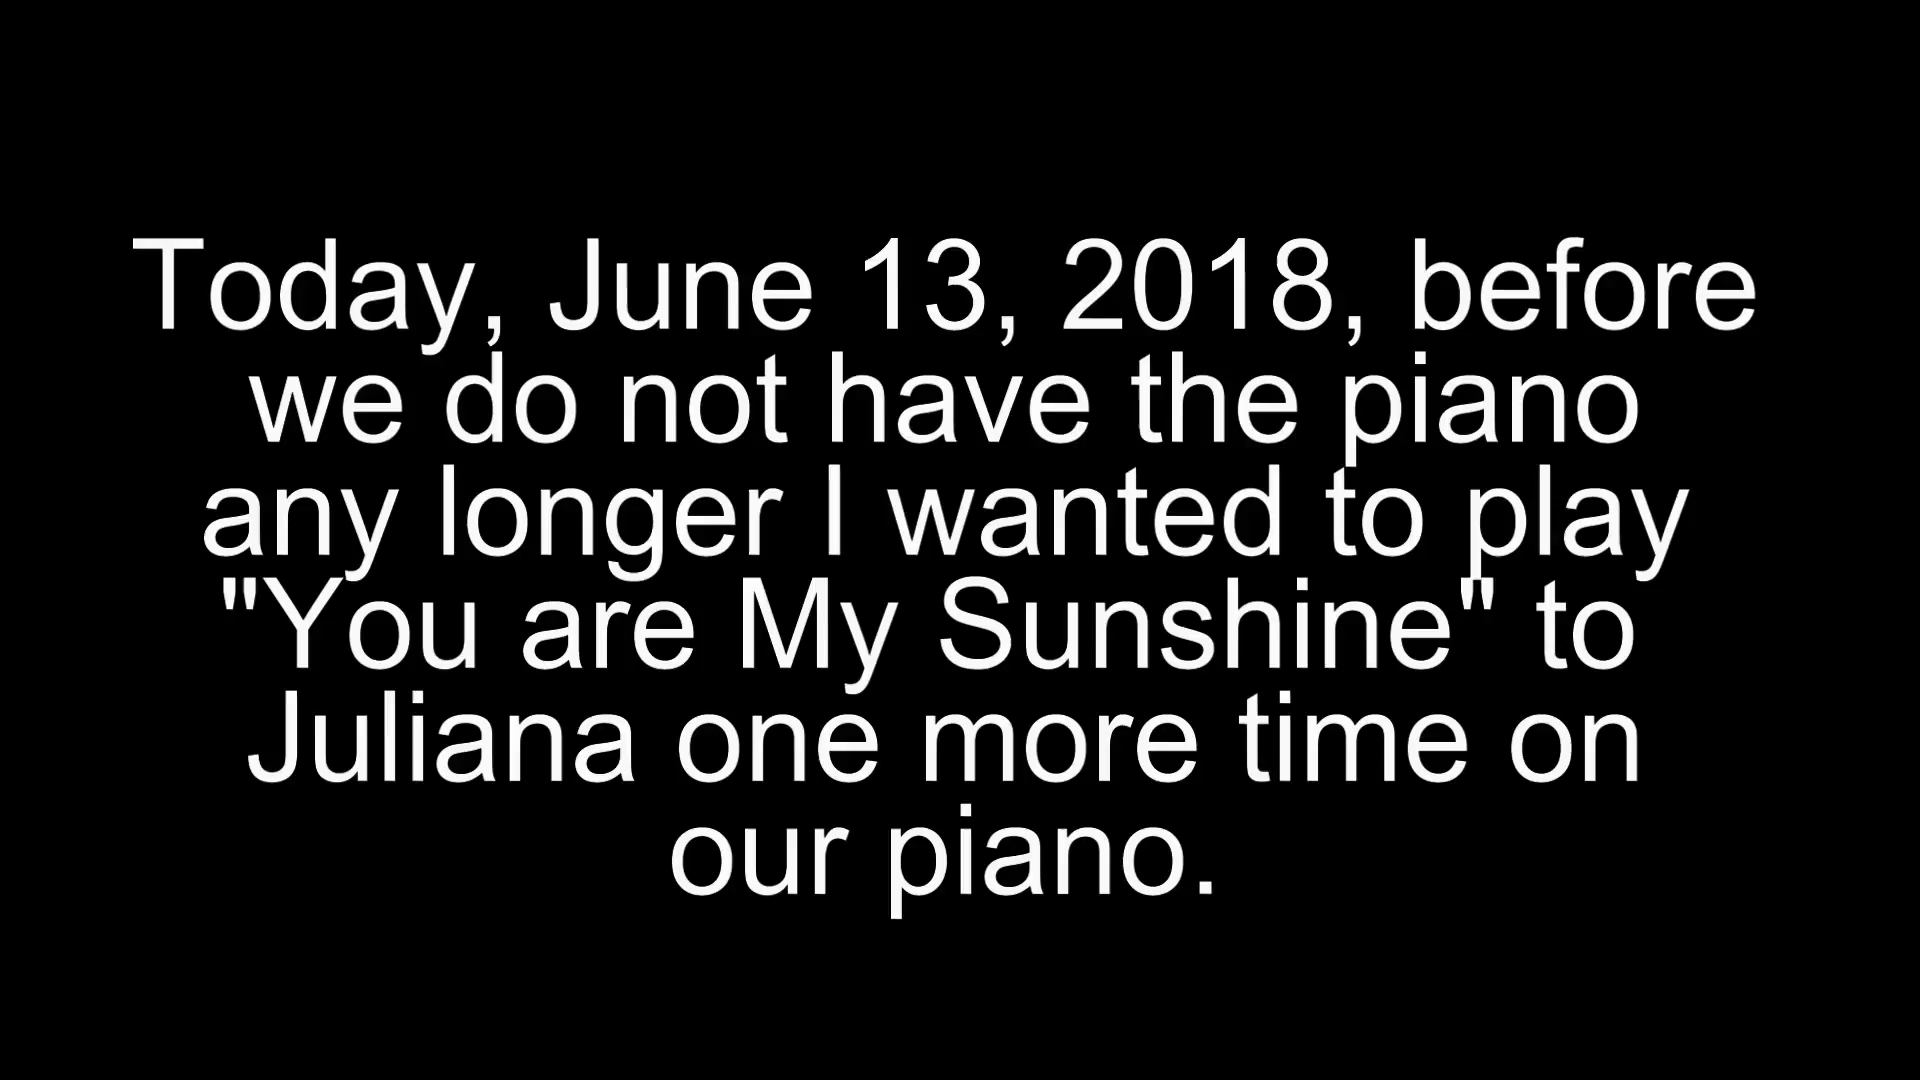 Today, June 13, 2018, before
we do not have the piano
any longer I wanted to play
"You are My Sunshine" to
Juliana one more time on
our piano.